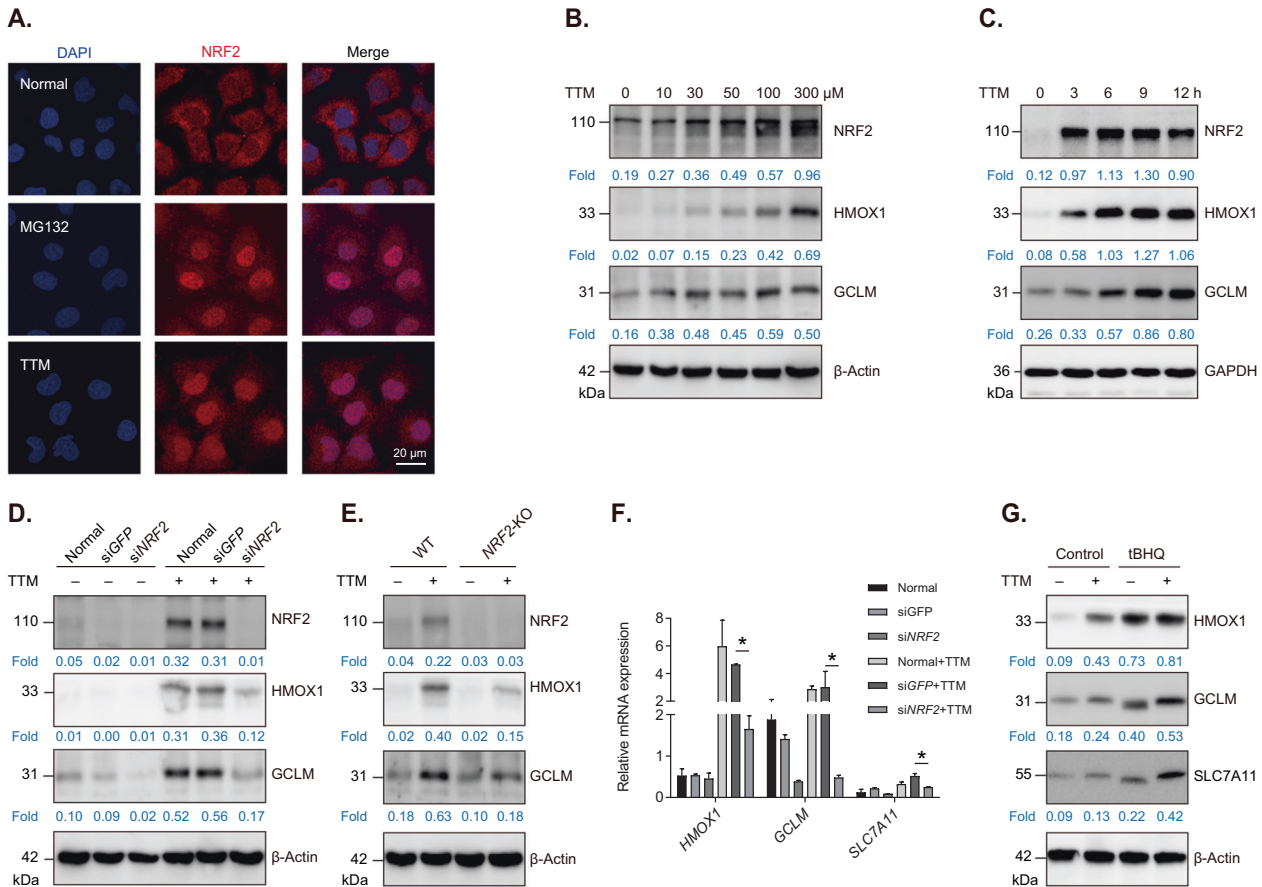 A.
DAPI NRF2 Merge
Normal
MG132
TTM
20 µm
B.
TTM 0 10 30 50 100 300 µM
110 NRF2
Fold 0.19 0.27 0.36 0.49 0.57 0.96
33 HMOX1
Fold 0.02 0.07 0.15 0.23 0.42 0.69
31 GCLM
Fold 0.16 0.38 0.48 0.45 0.59 0.50
42 β-Actin
kDa
C.
TTM 0 3 6 9 12 h
110 NRF2
Fold 0.12 0.97 1.13 1.30 0.90
33 HMOX1
Fold 0.08 0.58 1.03 1.27 1.06
31 GCLM
Fold 0.26 0.33 0.57 0.86 0.80
36 GAPDH
kDa
D.
Normal siGFP siNRF2 Normal siGFP siNRF2
TTM – – – + + +
110 NRF2
Fold 0.05 0.02 0.01 0.32 0.31 0.01
33 HMOX1
Fold 0.01 0.00 0.01 0.31 0.36 0.12
31 GCLM
Fold 0.10 0.09 0.02 0.52 0.56 0.17
42 β-Actin
kDa
E.
WT NRF2-KO
TTM – + – +
110 NRF2
Fold 0.04 0.22 0.03 0.03
33 HMOX1
Fold 0.02 0.40 0.02 0.15
31 GCLM
Fold 0.18 0.63 0.10 0.18
42 β-Actin
kDa
F.
Normal
siGFP
siNRF2
Normal+TTM
siGFP+TTM
siNRF2+TTM
Relative mRNA expression
8
6
4
2
2
1
0
* * *
HMOX1 GCLM SLC7A11
G.
Control tBHQ
TTM – + – +
33 HMOX1
Fold 0.09 0.43 0.73 0.81
31 GCLM
Fold 0.18 0.24 0.40 0.53
55 SLC7A11
Fold 0.09 0.13 0.22 0.42
42 β-Actin
kDa